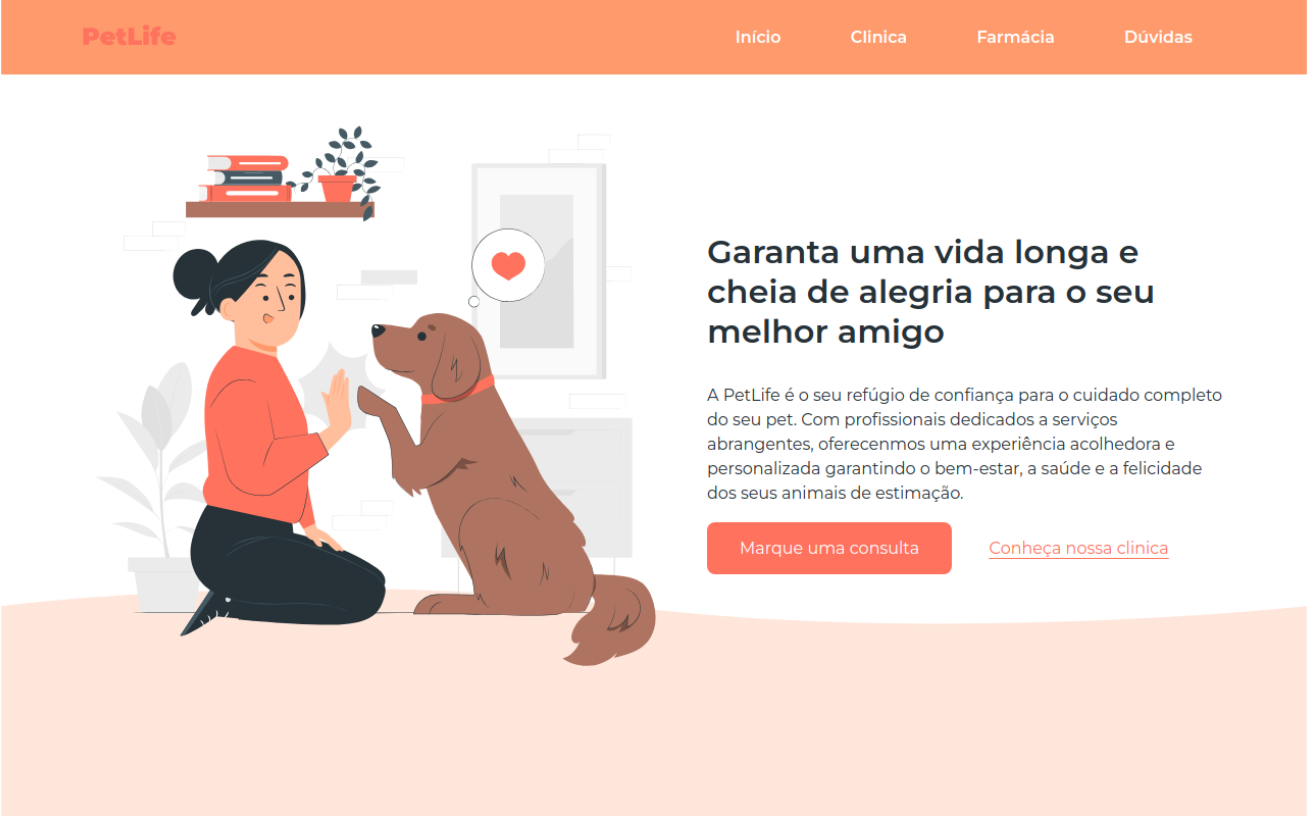 PetLife
Início
Clinica
Farmácia
Dúvidas
Garanta uma vida longa e
cheia de alegria para o seu
melhor amigo
A PetLife é o seu refúgio de confiança para o cuidado completo
do seu pet. Com profissionais dedicados a serviços
abrangentes, oferecenmos uma experiência acolhedora e
personalizada garantindo o bem-estar, a saúde e a felicidade
dos seus animais de estimação.
Marque uma consulta
Conheça nossa clinica